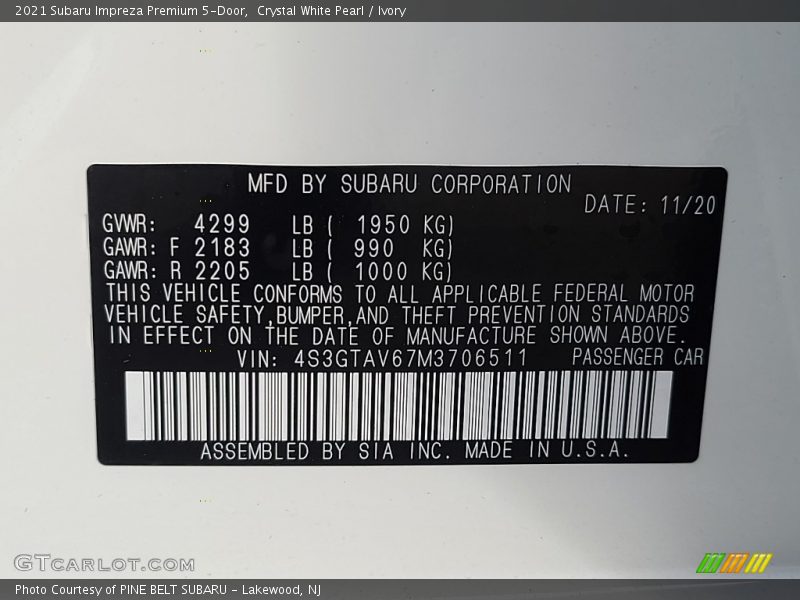 2021 Subaru Impreza Premium 5-Door,  Crystal White Pearl / Ivory
MFD BY SUBARU CORPORATION
DATE: 11/20
GVWR: 4299 LB ( 1950 KG)
GAWR: F 2183 LB ( 990 KG)
GAWR: R 2205 LB ( 1000 KG)
THIS VEHICLE CONFORMS TO ALL APPLICABLE FEDERAL MOTOR
VEHICLE SAFETY,BUMPER,AND THEFT PREVENTION STANDARDS
IN EFFECT ON THE DATE OF MANUFACTURE SHOWN ABOVE.
VIN: 4S3GTAV67M3706511 PASSENGER CAR
ASSEMBLED BY SIA INC. MADE IN U.S.A.
GTCARLOT.COM
Photo Courtesy of PINE BELT SUBARU - Lakewood, NJ